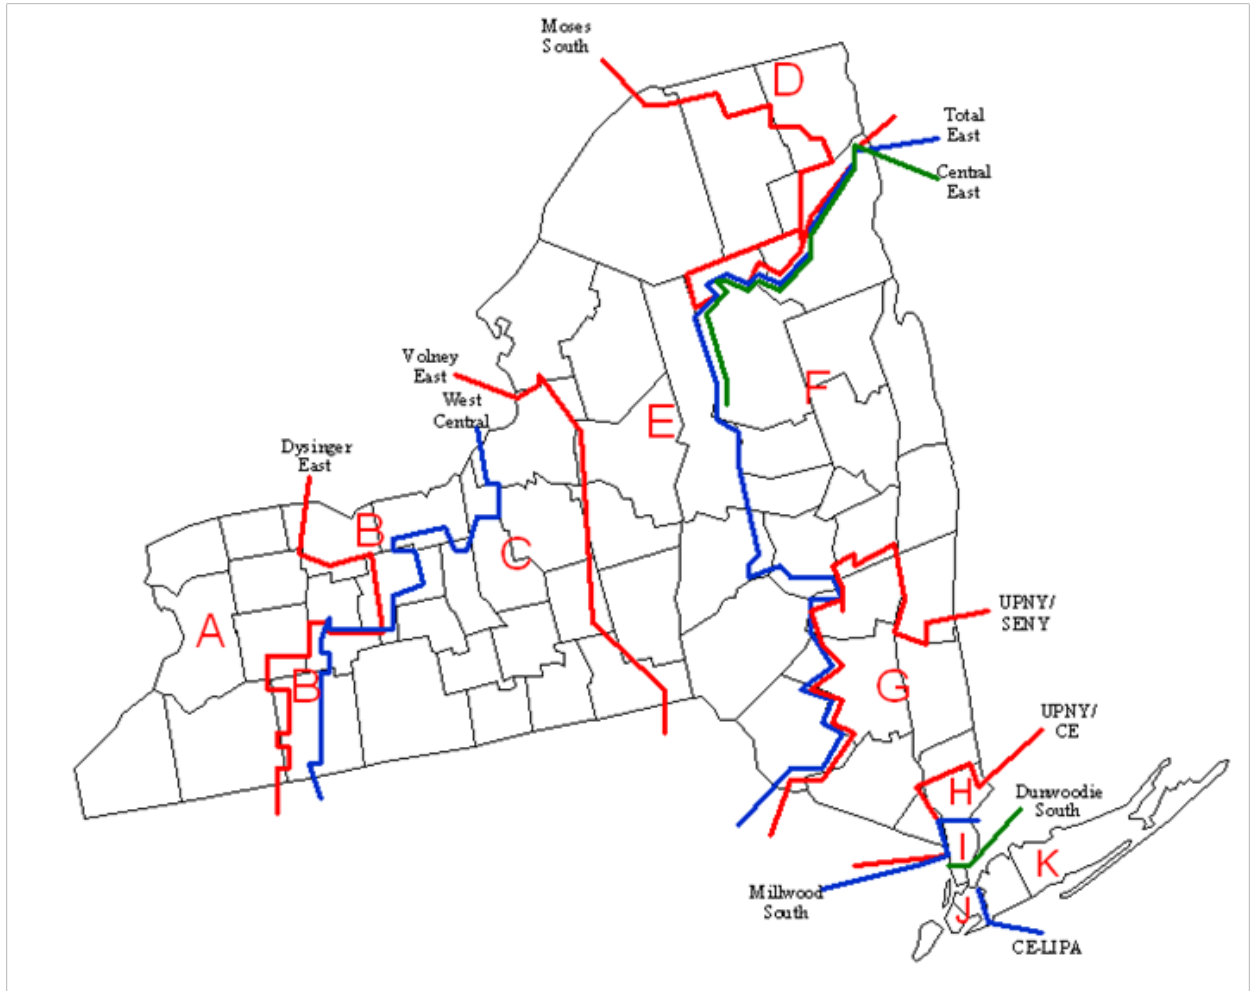 Moses
South
D
Total
East
Central
East
Volney
East
West
Central
F
E
Dysinger
East
B
C
UPNY/
SENY
A
B
G
UPNY/
CE
H
Dunwoodie
South
I
K
Millwood
South
J
CE-LIPA